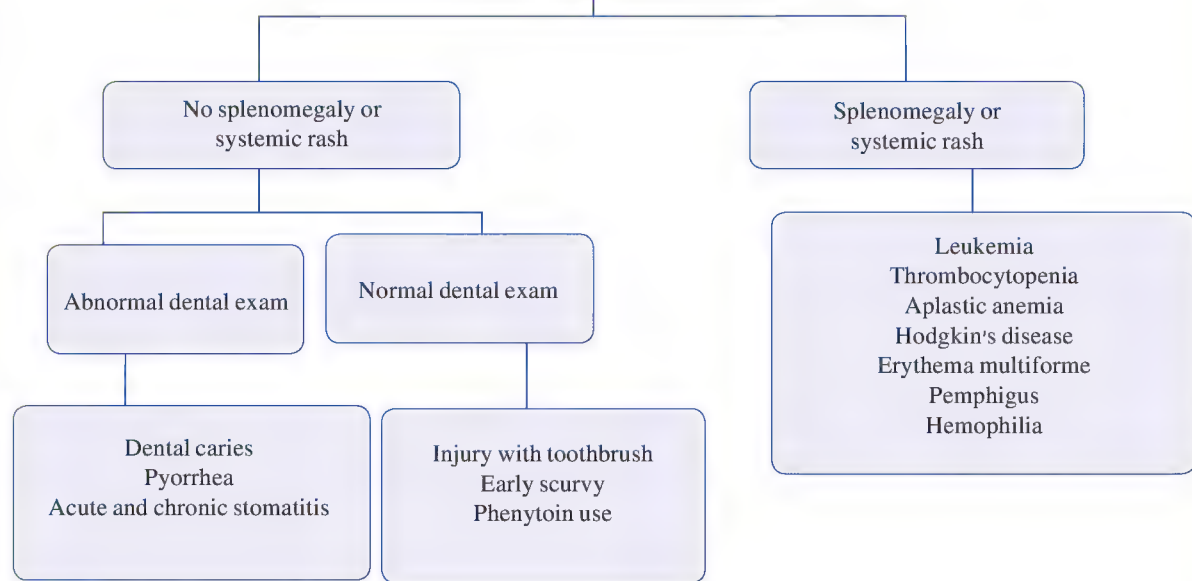 No splenomegaly or
systemic rash
Splenomegaly or
systemic rash
Abnormal dental exam
Normal dental exam
Dental caries
Pyorrhea
Acute and chronic stomatitis
Injury with toothbrush
Early scurvy
Phenytoin use
Leukemia
Thrombocytopenia
Aplastic anemia
Hodgkin's disease
Erythema multiforme
Pemphigus
Hemophilia